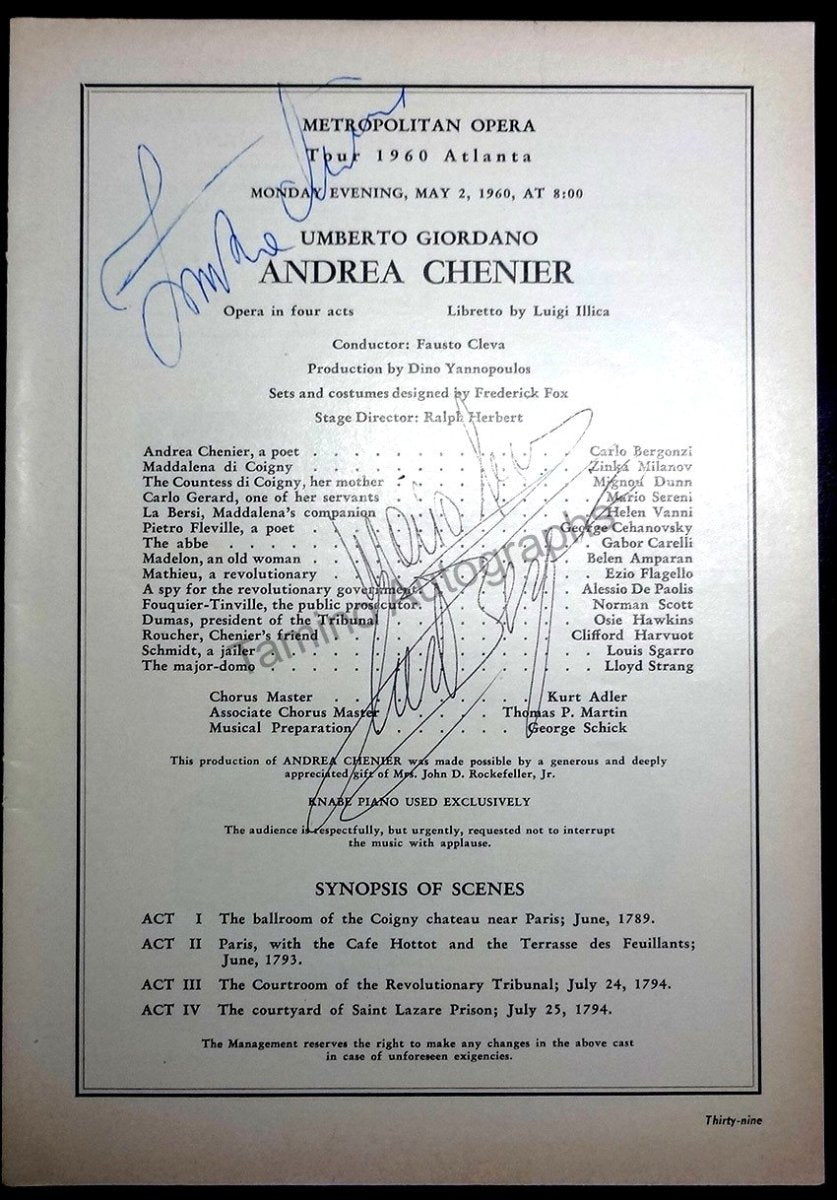 METROPOLITAN OPERA
Tour 1960 Atlanta
MONDAY EVENING, MAY 2, 1960, AT 8:00
UMBERTO GIORDANO
ANDREA CHENIER
Opera in four acts Libretto by Luigi Illica
Conductor: Fausto Cleva
Production by Dino Yannopoulos
Sets and costumes designed by Frederick Fox
Stage Director: Ralph Herbert
Andrea Chenier, a poet . . . . . . . . . . . Carlo Bergonzi
Maddalena di Coigny . . . . . . . . . . . Zinka Milanov
The Countess di Coigny, her mother . . . . . . . . Mignon Dunn
Carlo Gerard, one of her servants . . . . . . . . Mario Sereni
La Bersi, Maddalena's companion . . . . . . . . Helen Vanni
Pietro Fleville, a poet . . . . . . . . . . George Cehanovsky
The abbe . . . . . . . . . . . . . Gabor Carelli
Madelon, an old woman . . . . . . . . . . Belen Amparan
Mathieu, a revolutionary . . . . . . . . . . Ezio Flagello
A spy for the revolutionary government . . . . . . Alessio De Paolis
Fouquier-Tinville, the public prosecutor . . . . . . Norman Scott
Dumas, president of the Tribunal . . . . . . . . Osie Hawkins
Roucher, Chenier's friend . . . . . . . . . Clifford Harvuot
Schmidt, a jailer . . . . . . . . . . . . Louis Sgarro
The major-domo . . . . . . . . . . . . Lloyd Strang
Chorus Master . . . . . . . . Kurt Adler
Associate Chorus Master . . . . . Thomas P. Martin
Musical Preparation . . . . . . George Schick
This production of ANDREA CHENIER was made possible by a generous and deeply
appreciated gift of Mrs. John D. Rockefeller, Jr.
KNABE PIANO USED EXCLUSIVELY
The audience is respectfully, but urgently, requested not to interrupt
the music with applause.
SYNOPSIS OF SCENES
ACT I The ballroom of the Coigny chateau near Paris; June, 1789.
ACT II Paris, with the Cafe Hottot and the Terrasse des Feuillants;
June, 1793.
ACT III The Courtroom of the Revolutionary Tribunal; July 24, 1794.
ACT IV The courtyard of Saint Lazare Prison; July 25, 1794.
The Management reserves the right to make any changes in the above cast
in case of unforeseen exigencies.
Thirty-nine
Tamino Autographs